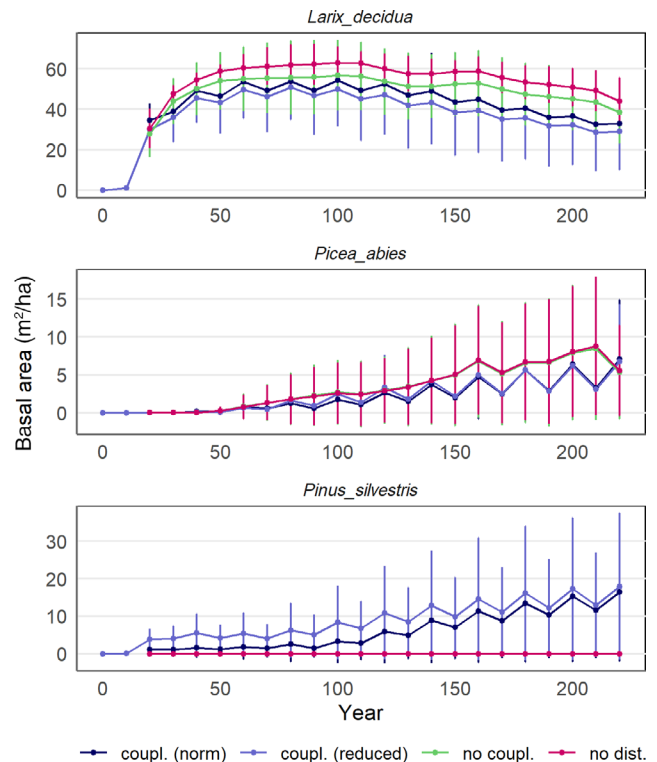 Larix_decidua
60
40
20
0
0 50 100 150 200
Picea_abies
Basal area (m²/ha)
15
10
5
0
0 50 100 150 200
Pinus_silvestris
30
20
10
0
0 50 100 150 200
Year
coupl. (norm) coupl. (reduced) no coupl. no dist.